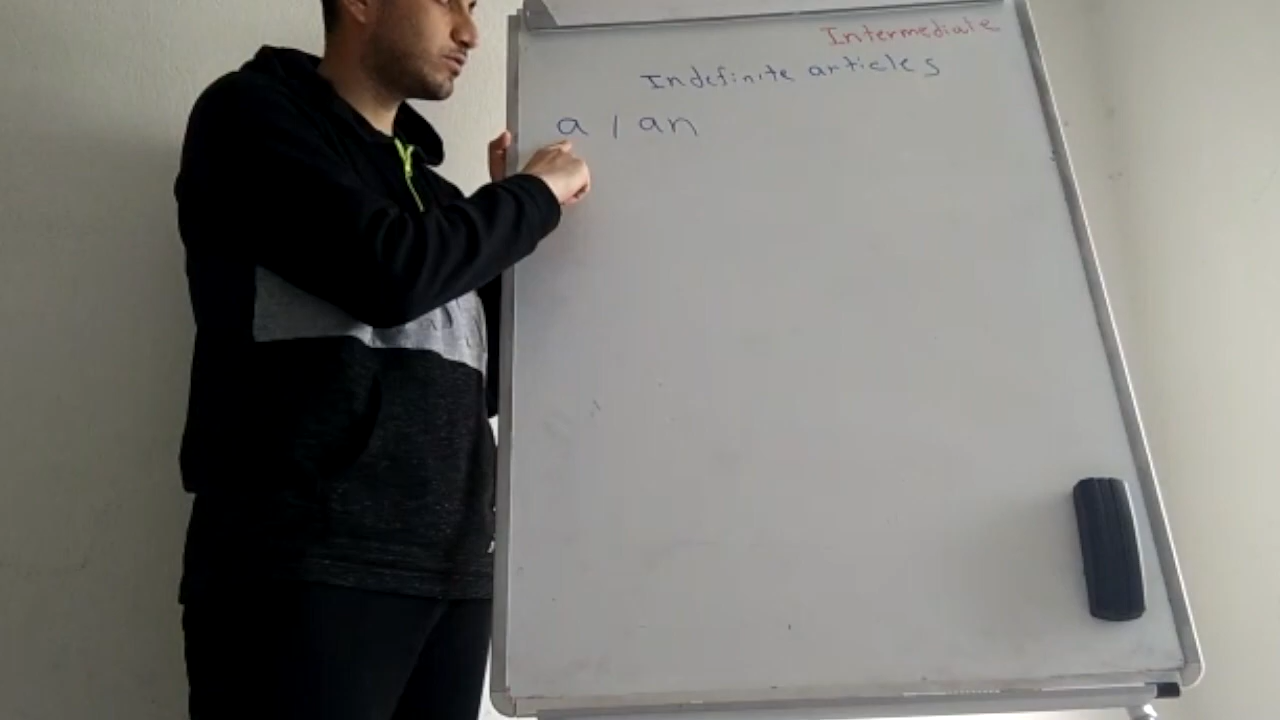 Intermediate
Indefinite articles
a / an